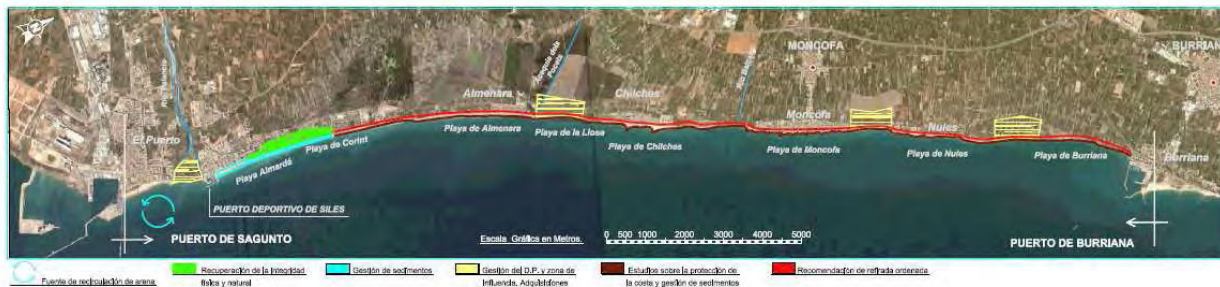 MONCOFA
BURRIAN
Almenara
Chilches
El Puerto
Moncofa
Nules
Playa de Corint
Playa de Almenara
Playa de la Llosa
Playa de Chilches
Playa de Moncofa
Playa de Nules
Playa de Burriana
Burriana
Playa Almardá
PUERTO DEPORTIVO DE SILES
PUERTO DE SAGUNTO
Escala Gráfica en Metros
0 500 1000 2000 3000 4000 5000
PUERTO DE BURRIANA
Fuente de recirculación de arena
Recuperación de la integridad
física y natural
Gestión de sedimentos
Gestión del D.P. y zona de
Influencia. Adquisiciones
Estudios sobre la protección de
la costa y gestión de sedimentos
Recomendación de retirada ordenada